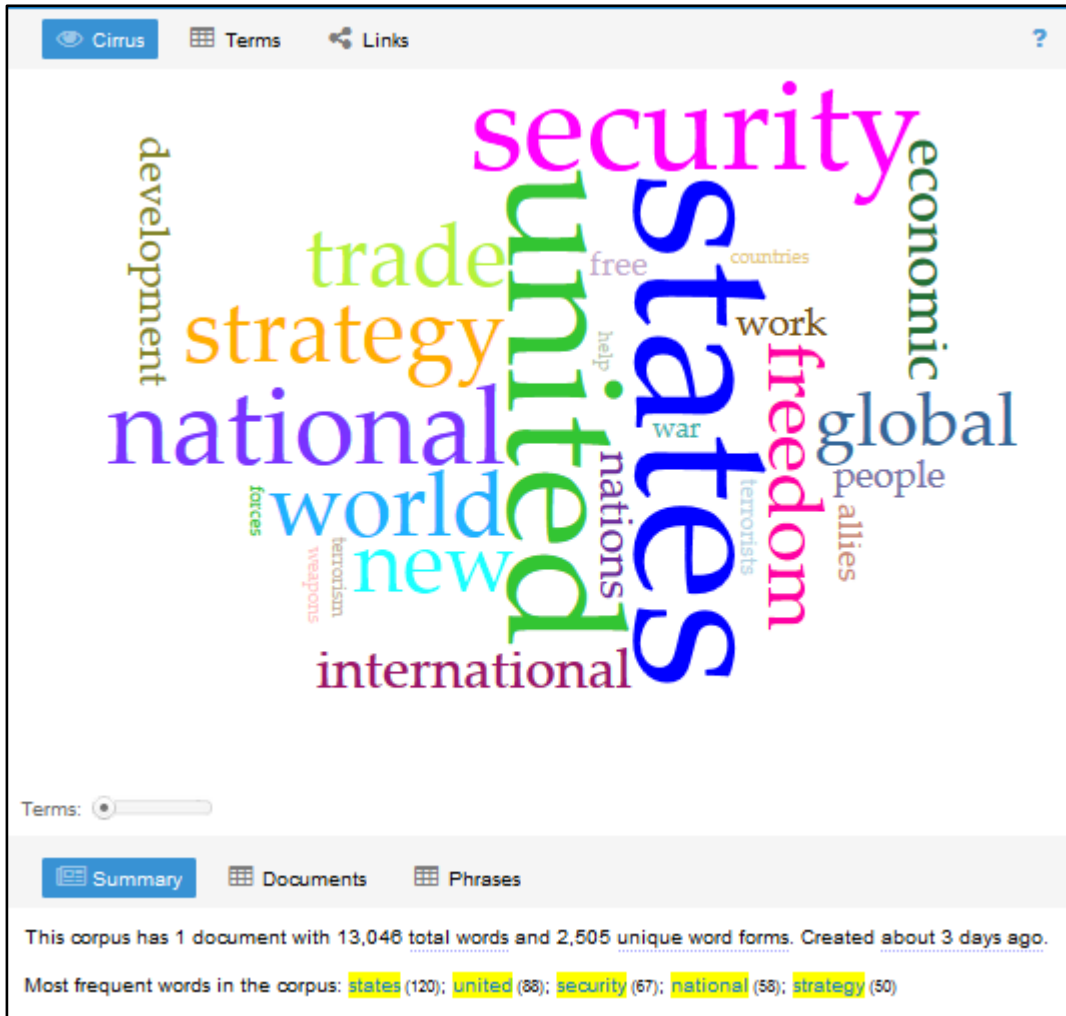 Cirrus Terms Links ?
security
development
economic
united
states
trade
free
countries
strategy
work
help
freedom
national
global
war
nations
people
world
forces
terrorists
allies
new
terrorism
weapons
international
Terms:
Summary Documents Phrases
This corpus has 1 document with 13,046 total words and 2,505 unique word forms. Created about 3 days ago.
Most frequent words in the corpus: states (120); united (88); security (67); national (58); strategy (50)